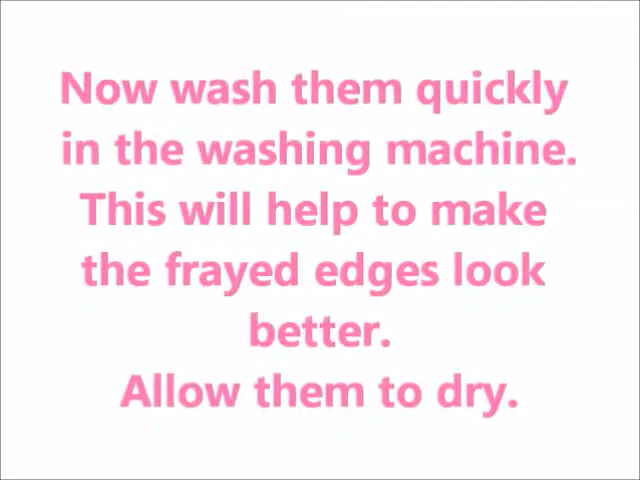 Now wash them quickly
in the washing machine.
This will help to make
the frayed edges look
better.
Allow them to dry.